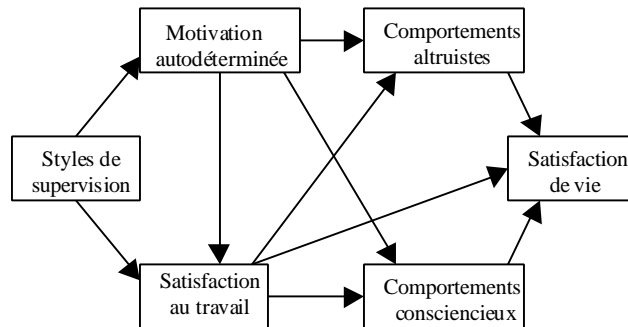 Motivation
autodéterminée
Comportements
altruistes
Styles de
supervision
Satisfaction
de vie
Satisfaction
au travail
Comportements
consciencieux